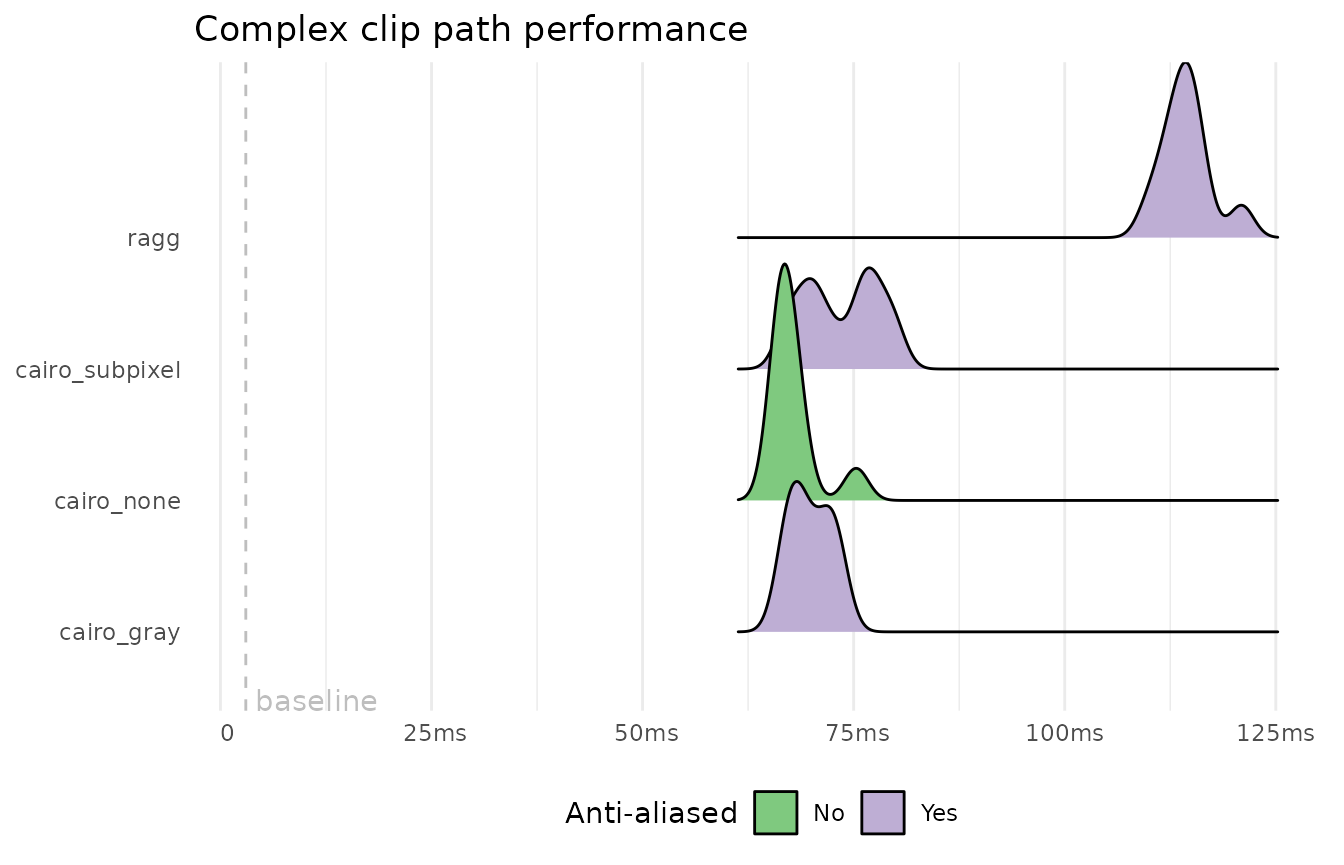 Complex clip path performance
ragg
cairo_subpixel
cairo_none
cairo_gray
baseline
0 25ms 50ms 75ms 100ms 125ms
Anti-aliased No Yes